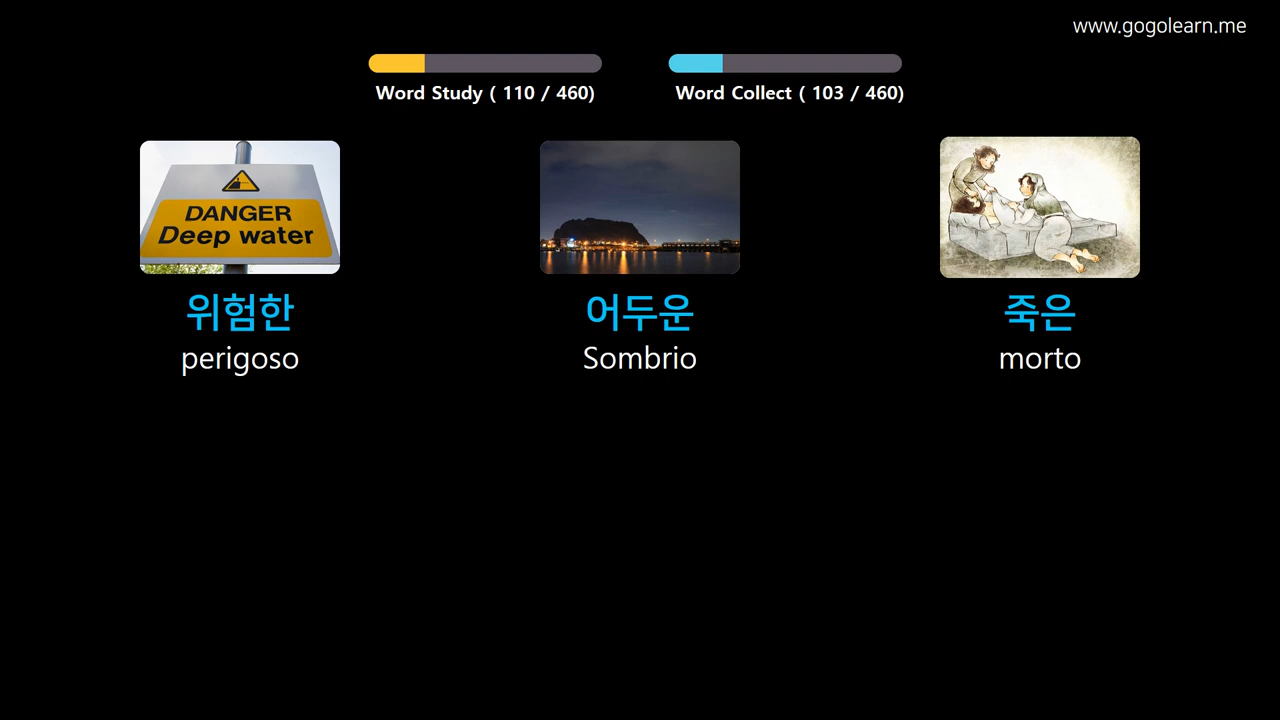 www.gogolearn.me
Word Study ( 110 / 460)
Word Collect ( 103 / 460)
DANGER
Deep water
위험한
어두운
죽은
perigoso
Sombrio
morto